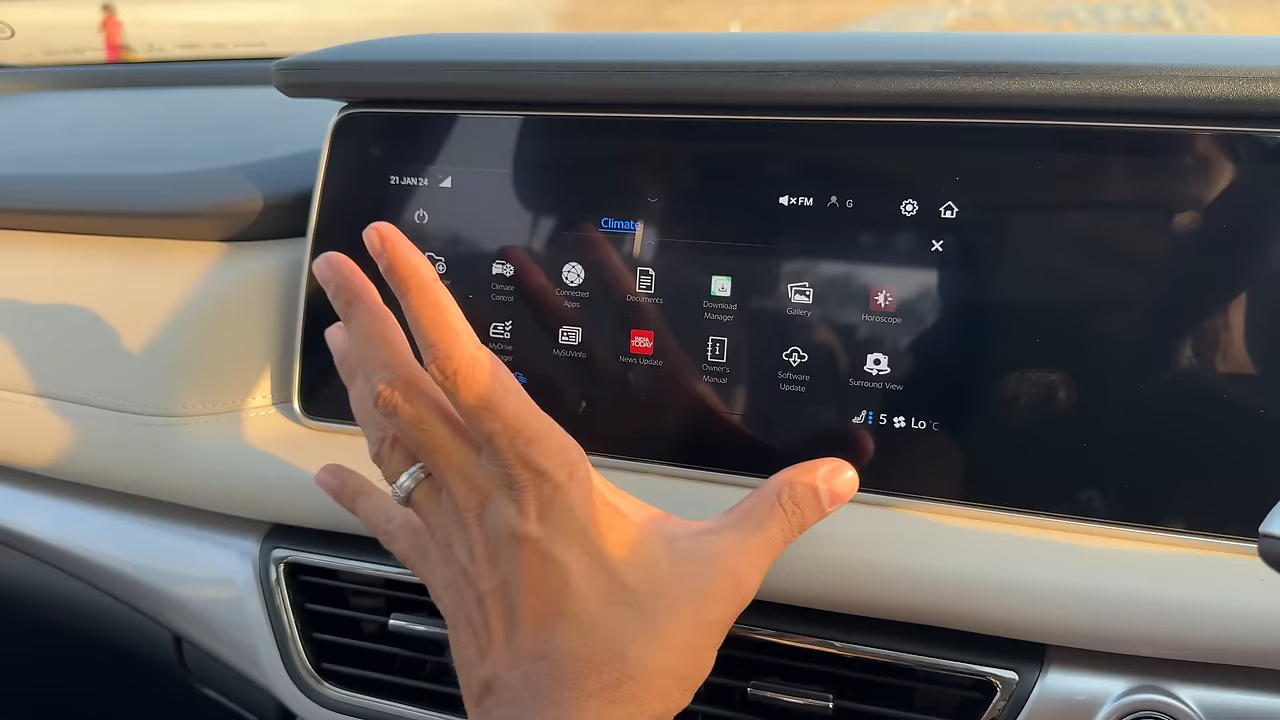 21 JAN 24
FM
G
Climate
Climate
Control
Connected
Apps
Documents
Download
Manager
Gallery
Horoscope
MyDrive
MySUVInfo
INDIA
TODAY
News Update
Owner's
Manual
Software
Update
Surround View
5 Lo °C